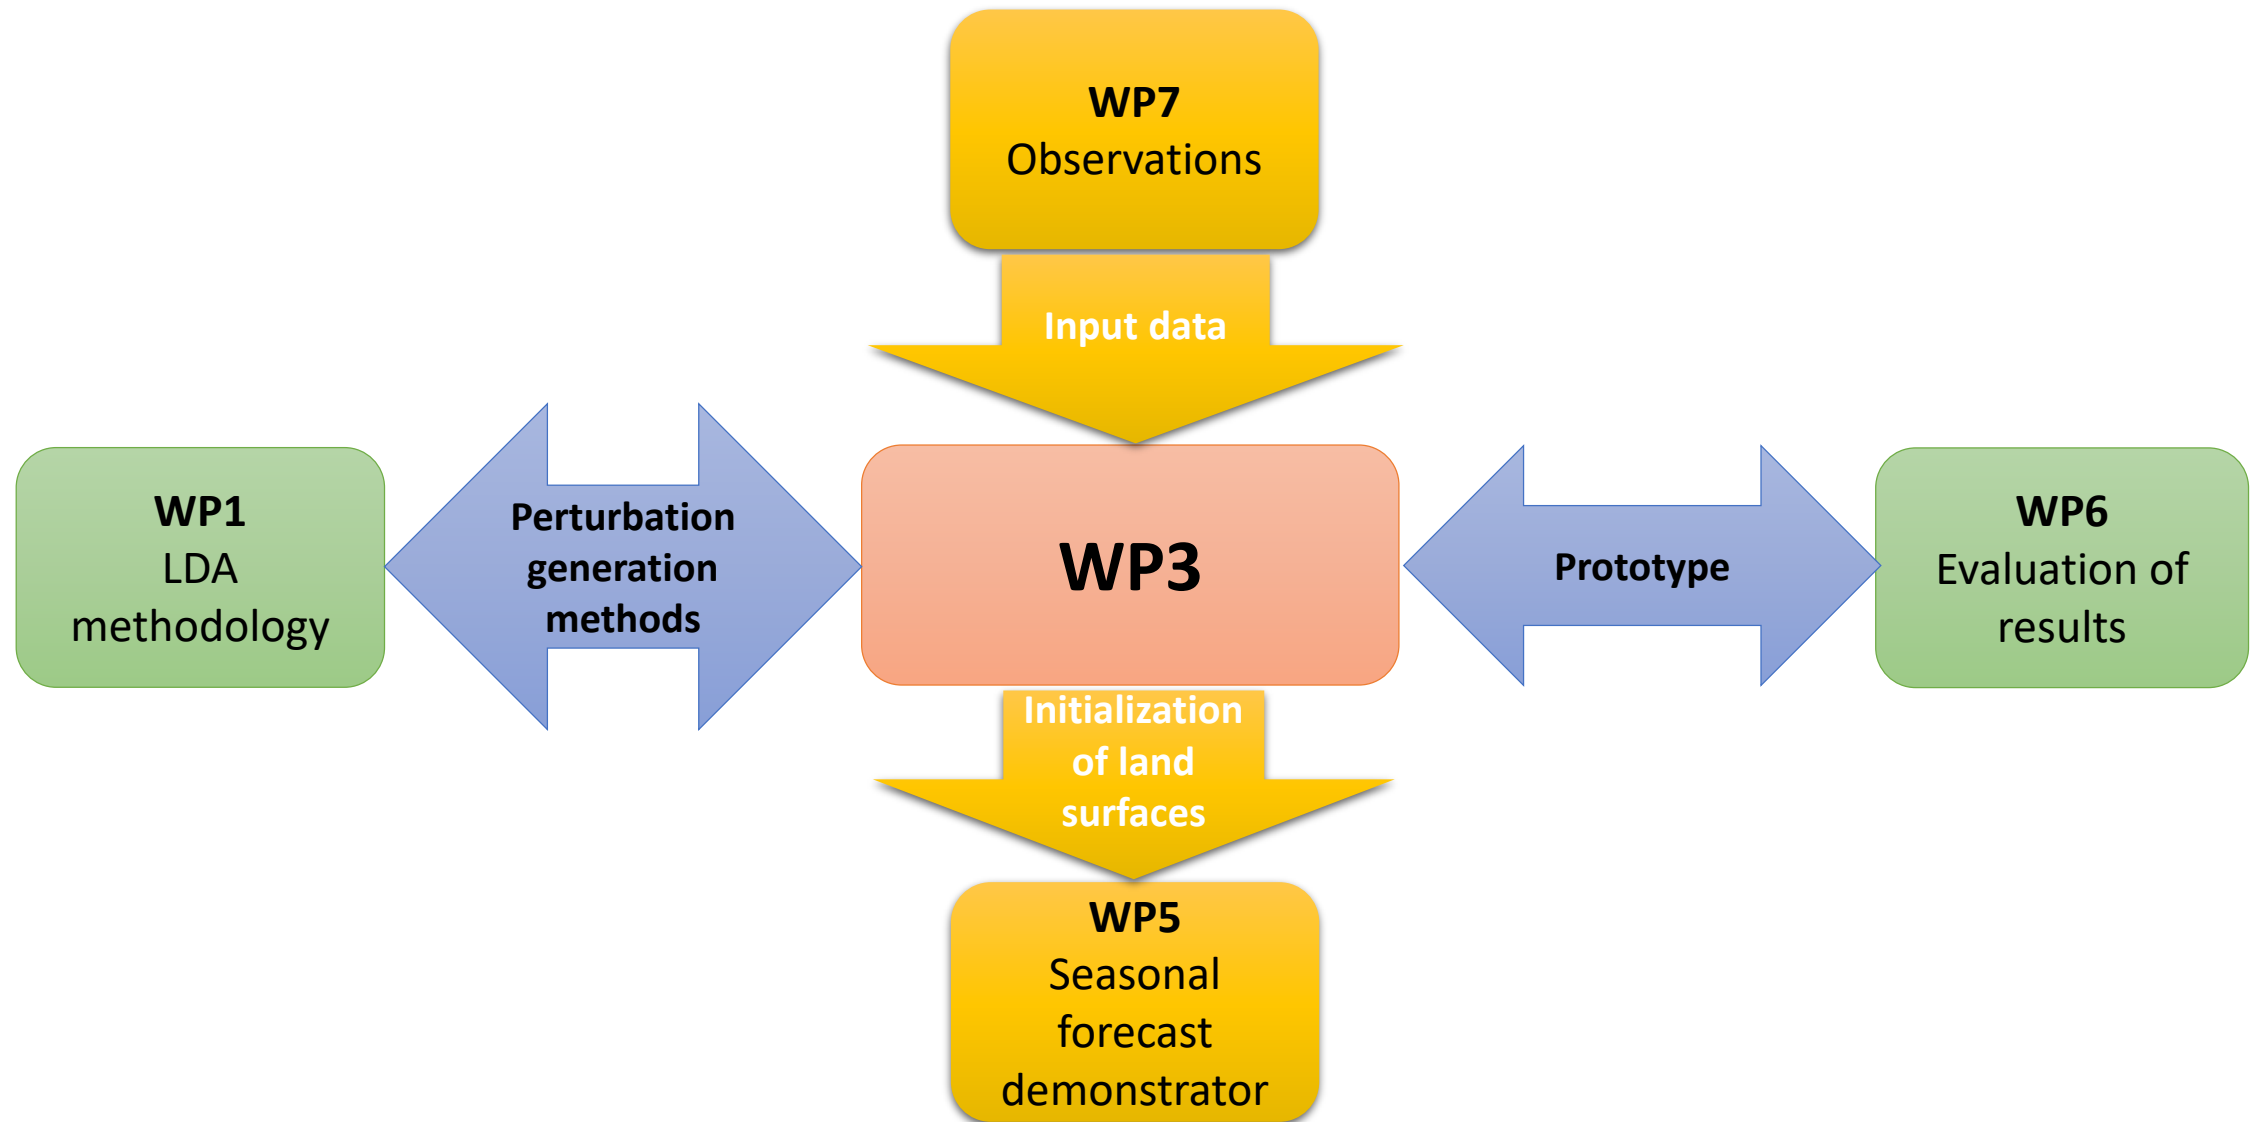 WP7
Observations
Input data
WP1
LDA
methodology
Perturbation
generation
methods
WP3
Prototype
WP6
Evaluation of
results
Initialization
of land
surfaces
WP5
Seasonal
forecast
demonstrator